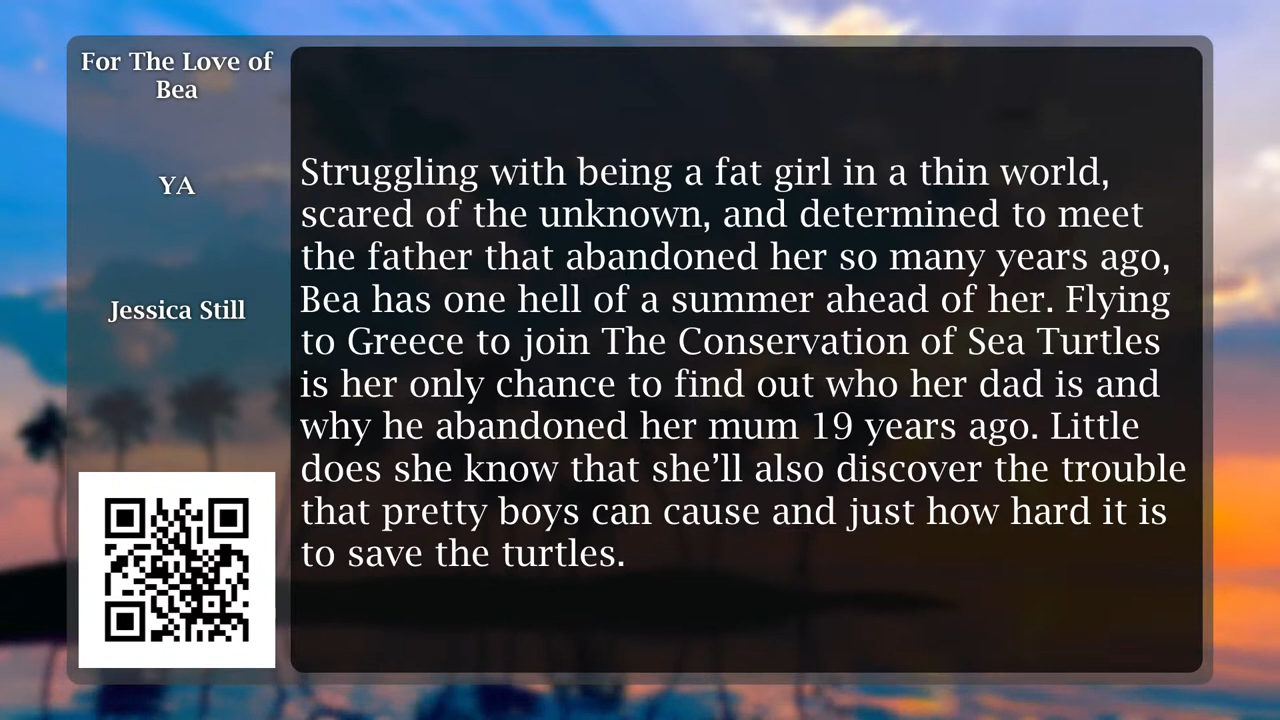 For The Love of
Bea
YA
Jessica Still
Struggling with being a fat girl in a thin world,
scared of the unknown, and determined to meet
the father that abandoned her so many years ago,
Bea has one hell of a summer ahead of her. Flying
to Greece to join The Conservation of Sea Turtles
is her only chance to find out who her dad is and
why he abandoned her mum 19 years ago. Little
does she know that she’ll also discover the trouble
that pretty boys can cause and just how hard it is
to save the turtles.